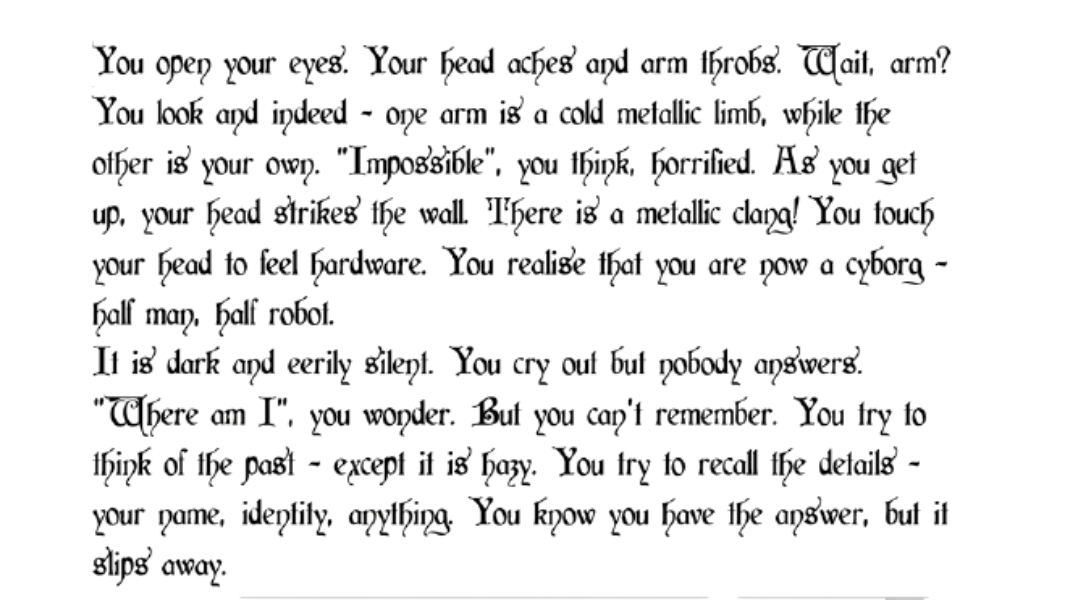 You open your eyes. Your head aches and arm throbs. Wait, arm?
You look and indeed - one arm is a cold metallic limb, while the
other is your own. "Impossible", you think, horrified. As you get
up, your head strikes the wall. There is a metallic clang! You touch
your head to feel hardware. You realise that you are now a cyborg -
half man, half robot.
It is dark and eerily silent. You cry out but nobody answers.
"Where am I", you wonder. But you can't remember. You try to
think of the past - except it is hazy. You try to recall the details -
your name, identity, anything. You know you have the answer, but it
slips away.